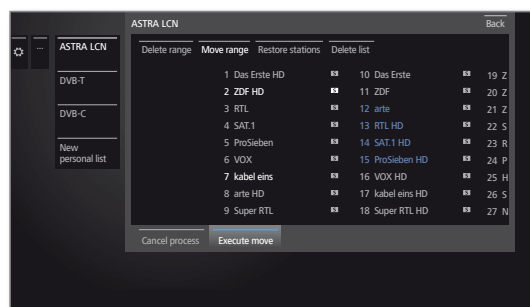 ASTRA LCN Back
... ASTRA LCN Delete range Move range Restore stations Delete list
DVB-T
DVB-C
New
personal list
1 Das Erste HD S 10 Das Erste S 19 Z
2 ZDF HD S 11 ZDF S 20 Z
3 RTL S 12 arte S 21 Z
4 SAT.1 S 13 RTL HD S 22 S
5 ProSieben S 14 SAT.1 HD S 23 R
6 VOX S 15 ProSieben HD S 24 P
7 kabel eins S 16 VOX HD S 25 H
8 arte HD S 17 kabel eins HD S 26 S
9 Super RTL S 18 Super RTL HD S 27 N
Cancel process Execute move